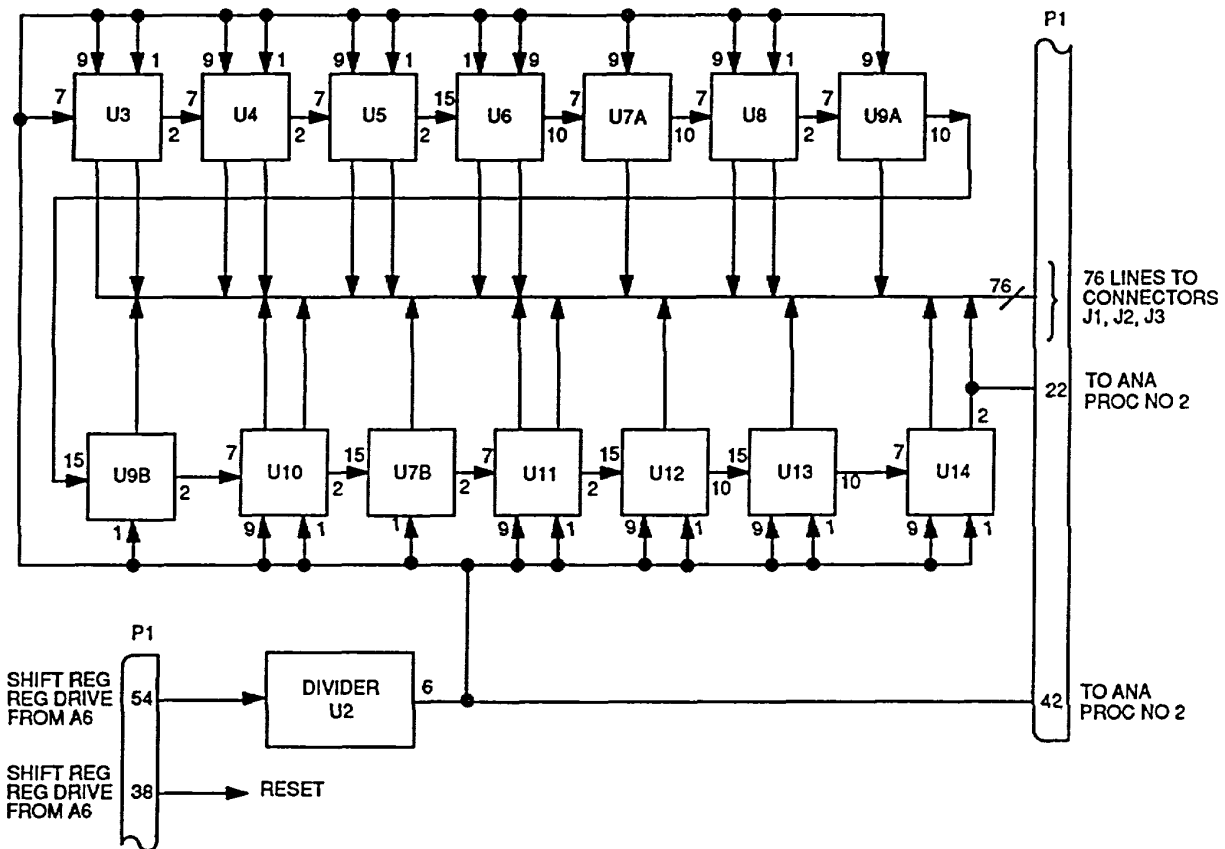 P1
9 1 9 1 9 1 1 9 9 9 1 9
7 U3 2 7 U4 2 7 U5 2 15 U6 10 7 U7A 10 7 U8 2 7 U9A 10
76
76 LINES TO
CONNECTORS
J1, J2, J3
22
TO ANA
PROC NO 2
15 U9B 2 7 U10 2 15 U7B 2 7 U11 2 15 U12 10 15 U13 10 7 U14 2
1 9 1 1 9 1 9 1 9 1 9 1
P1
SHIFT REG
REG DRIVE
FROM A6
54
DIVIDER
U2
6
42
TO ANA
PROC NO 2
SHIFT REG
REG DRIVE
FROM A6
38
RESET